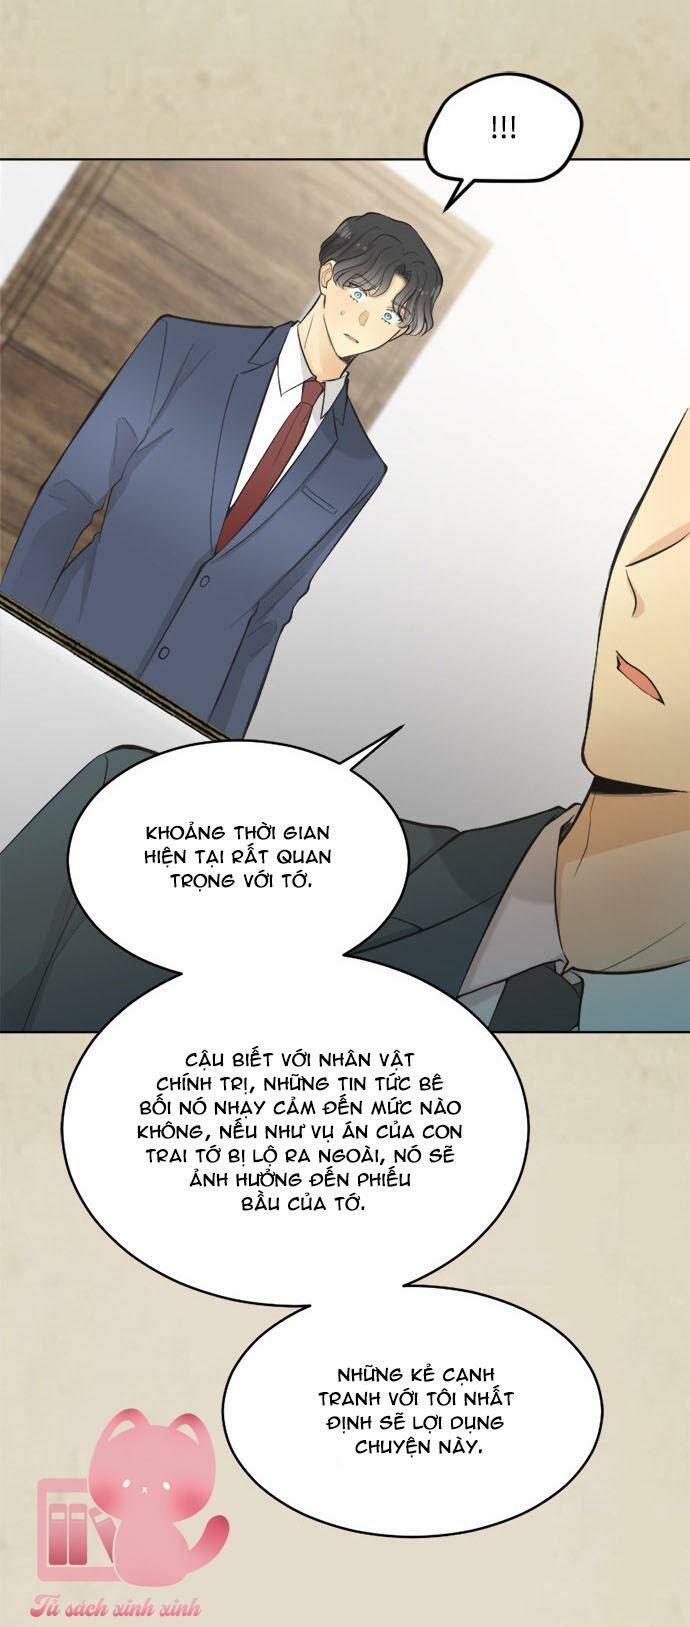 !!!
KHOẢNG THỜI GIAN
HIỆN TẠI RẤT QUAN
TRỌNG VỚI TỚ.
CẬU BIẾT VỚI NHÂN VẬT
CHÍNH TRỊ, NHỮNG TIN TỨC BÊ
BỐI NÓ NHẠY CẢM ĐẾN MỨC NÀO
KHÔNG, NẾU NHƯ VỤ ÁN CỦA CON
TRAI TỚ BỊ LỘ RA NGOÀI, NÓ SẼ
ẢNH HƯỞNG ĐẾN PHIẾU
BẦU CỦA TỚ.
NHỮNG KẺ CẠNH
TRANH VỚI TÔI NHẤT
ĐỊNH SẼ LỢI DỤNG
CHUYỆN NÀY.
Tủ sách xinh xinh